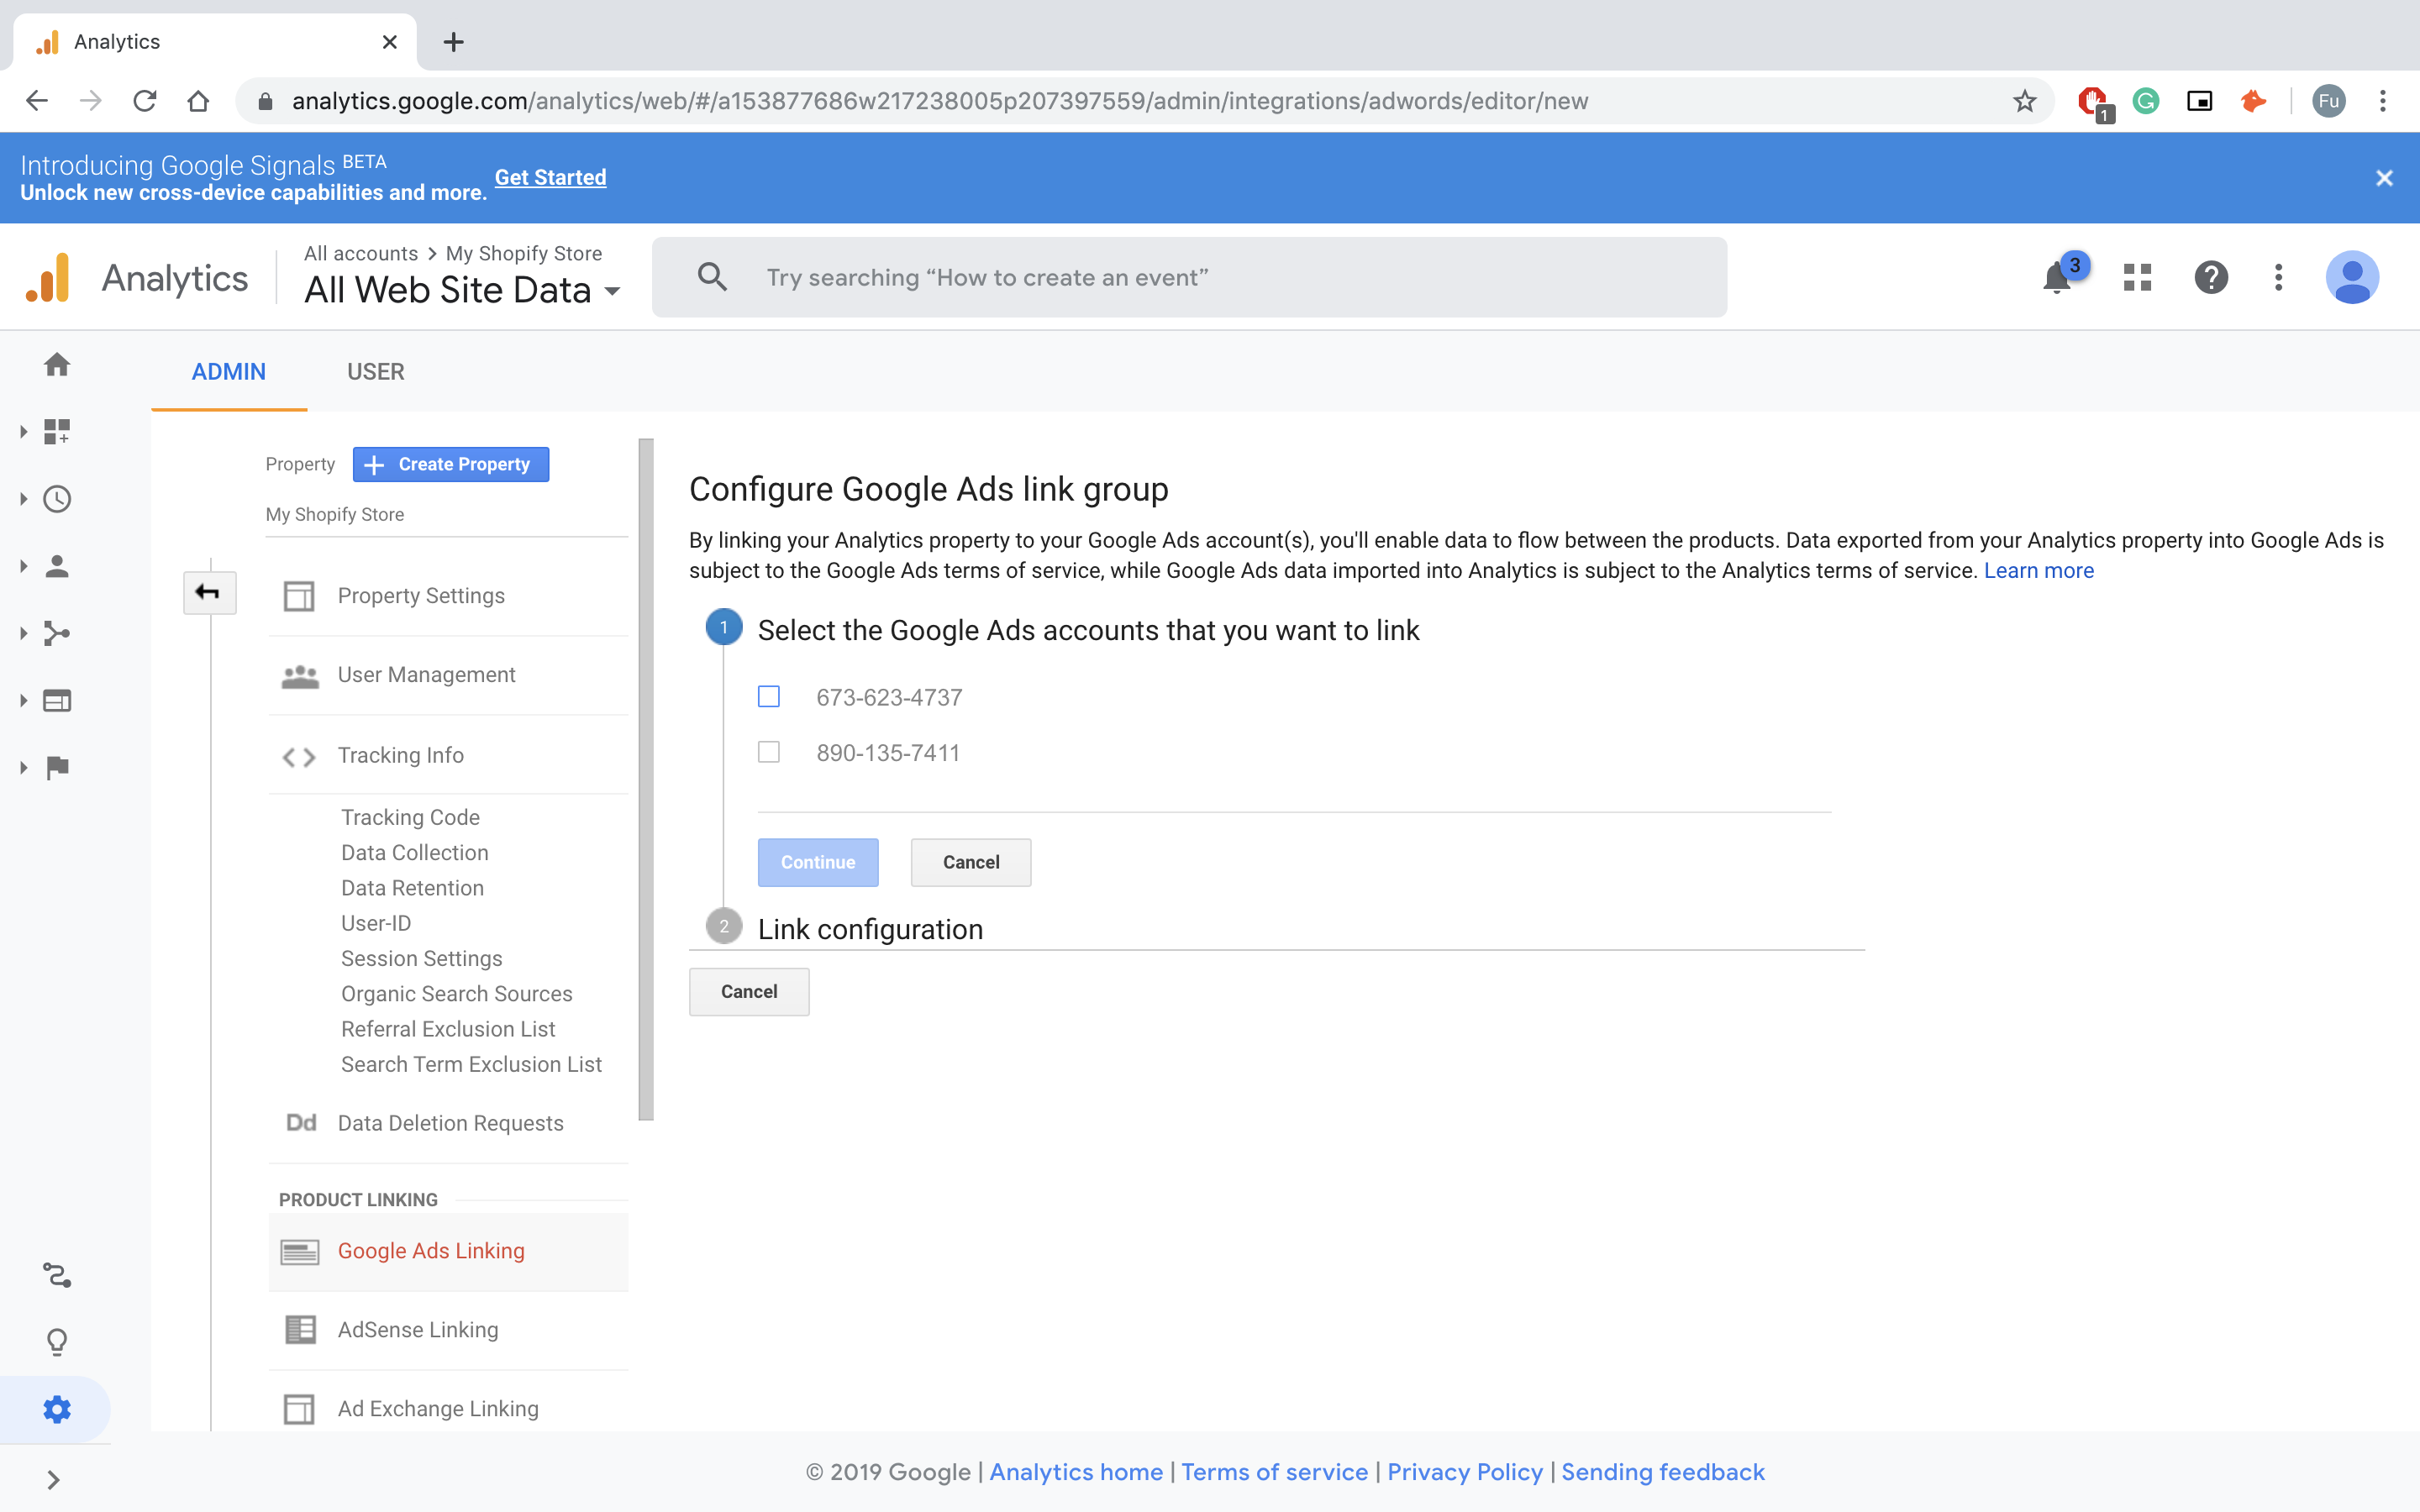 Analytics
analytics.google.com/analytics/web/#/a153877686w217238005p207397559/admin/integrations/adwords/editor/new
1
Fu
Introducing Google Signals BETA
Unlock new cross-device capabilities and more.
Get Started
Analytics
All accounts > My Shopify Store
All Web Site Data
Try searching “How to create an event”
3
ADMIN
USER
Property
Create Property
My Shopify Store
Property Settings
User Management
Tracking Info
Tracking Code
Data Collection
Data Retention
User-ID
Session Settings
Organic Search Sources
Referral Exclusion List
Search Term Exclusion List
Dd Data Deletion Requests
PRODUCT LINKING
Google Ads Linking
AdSense Linking
Ad Exchange Linking
Configure Google Ads link group
By linking your Analytics property to your Google Ads account(s), you'll enable data to flow between the products. Data exported from your Analytics property into Google Ads is
subject to the Google Ads terms of service, while Google Ads data imported into Analytics is subject to the Analytics terms of service. Learn more
1 Select the Google Ads accounts that you want to link
673-623-4737
890-135-7411
Continue
Cancel
2 Link configuration
Cancel
© 2019 Google | Analytics home | Terms of service | Privacy Policy | Sending feedback